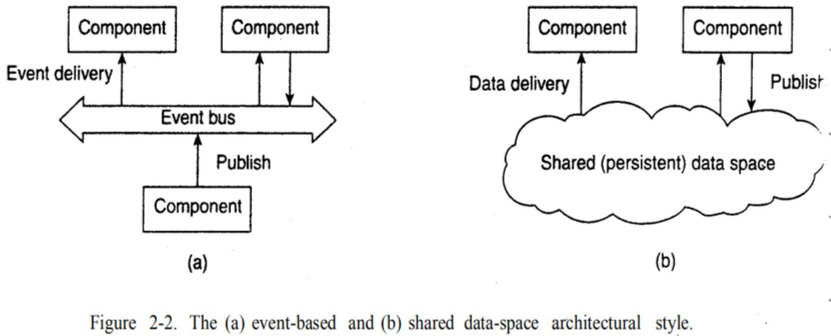 Component
Component
Event delivery
Event bus
Publish
Component
(a)
Component
Component
Data delivery
Publish
Shared (persistent) data space
(b)
Figure 2-2. The (a) event-based and (b) shared data-space architectural style.